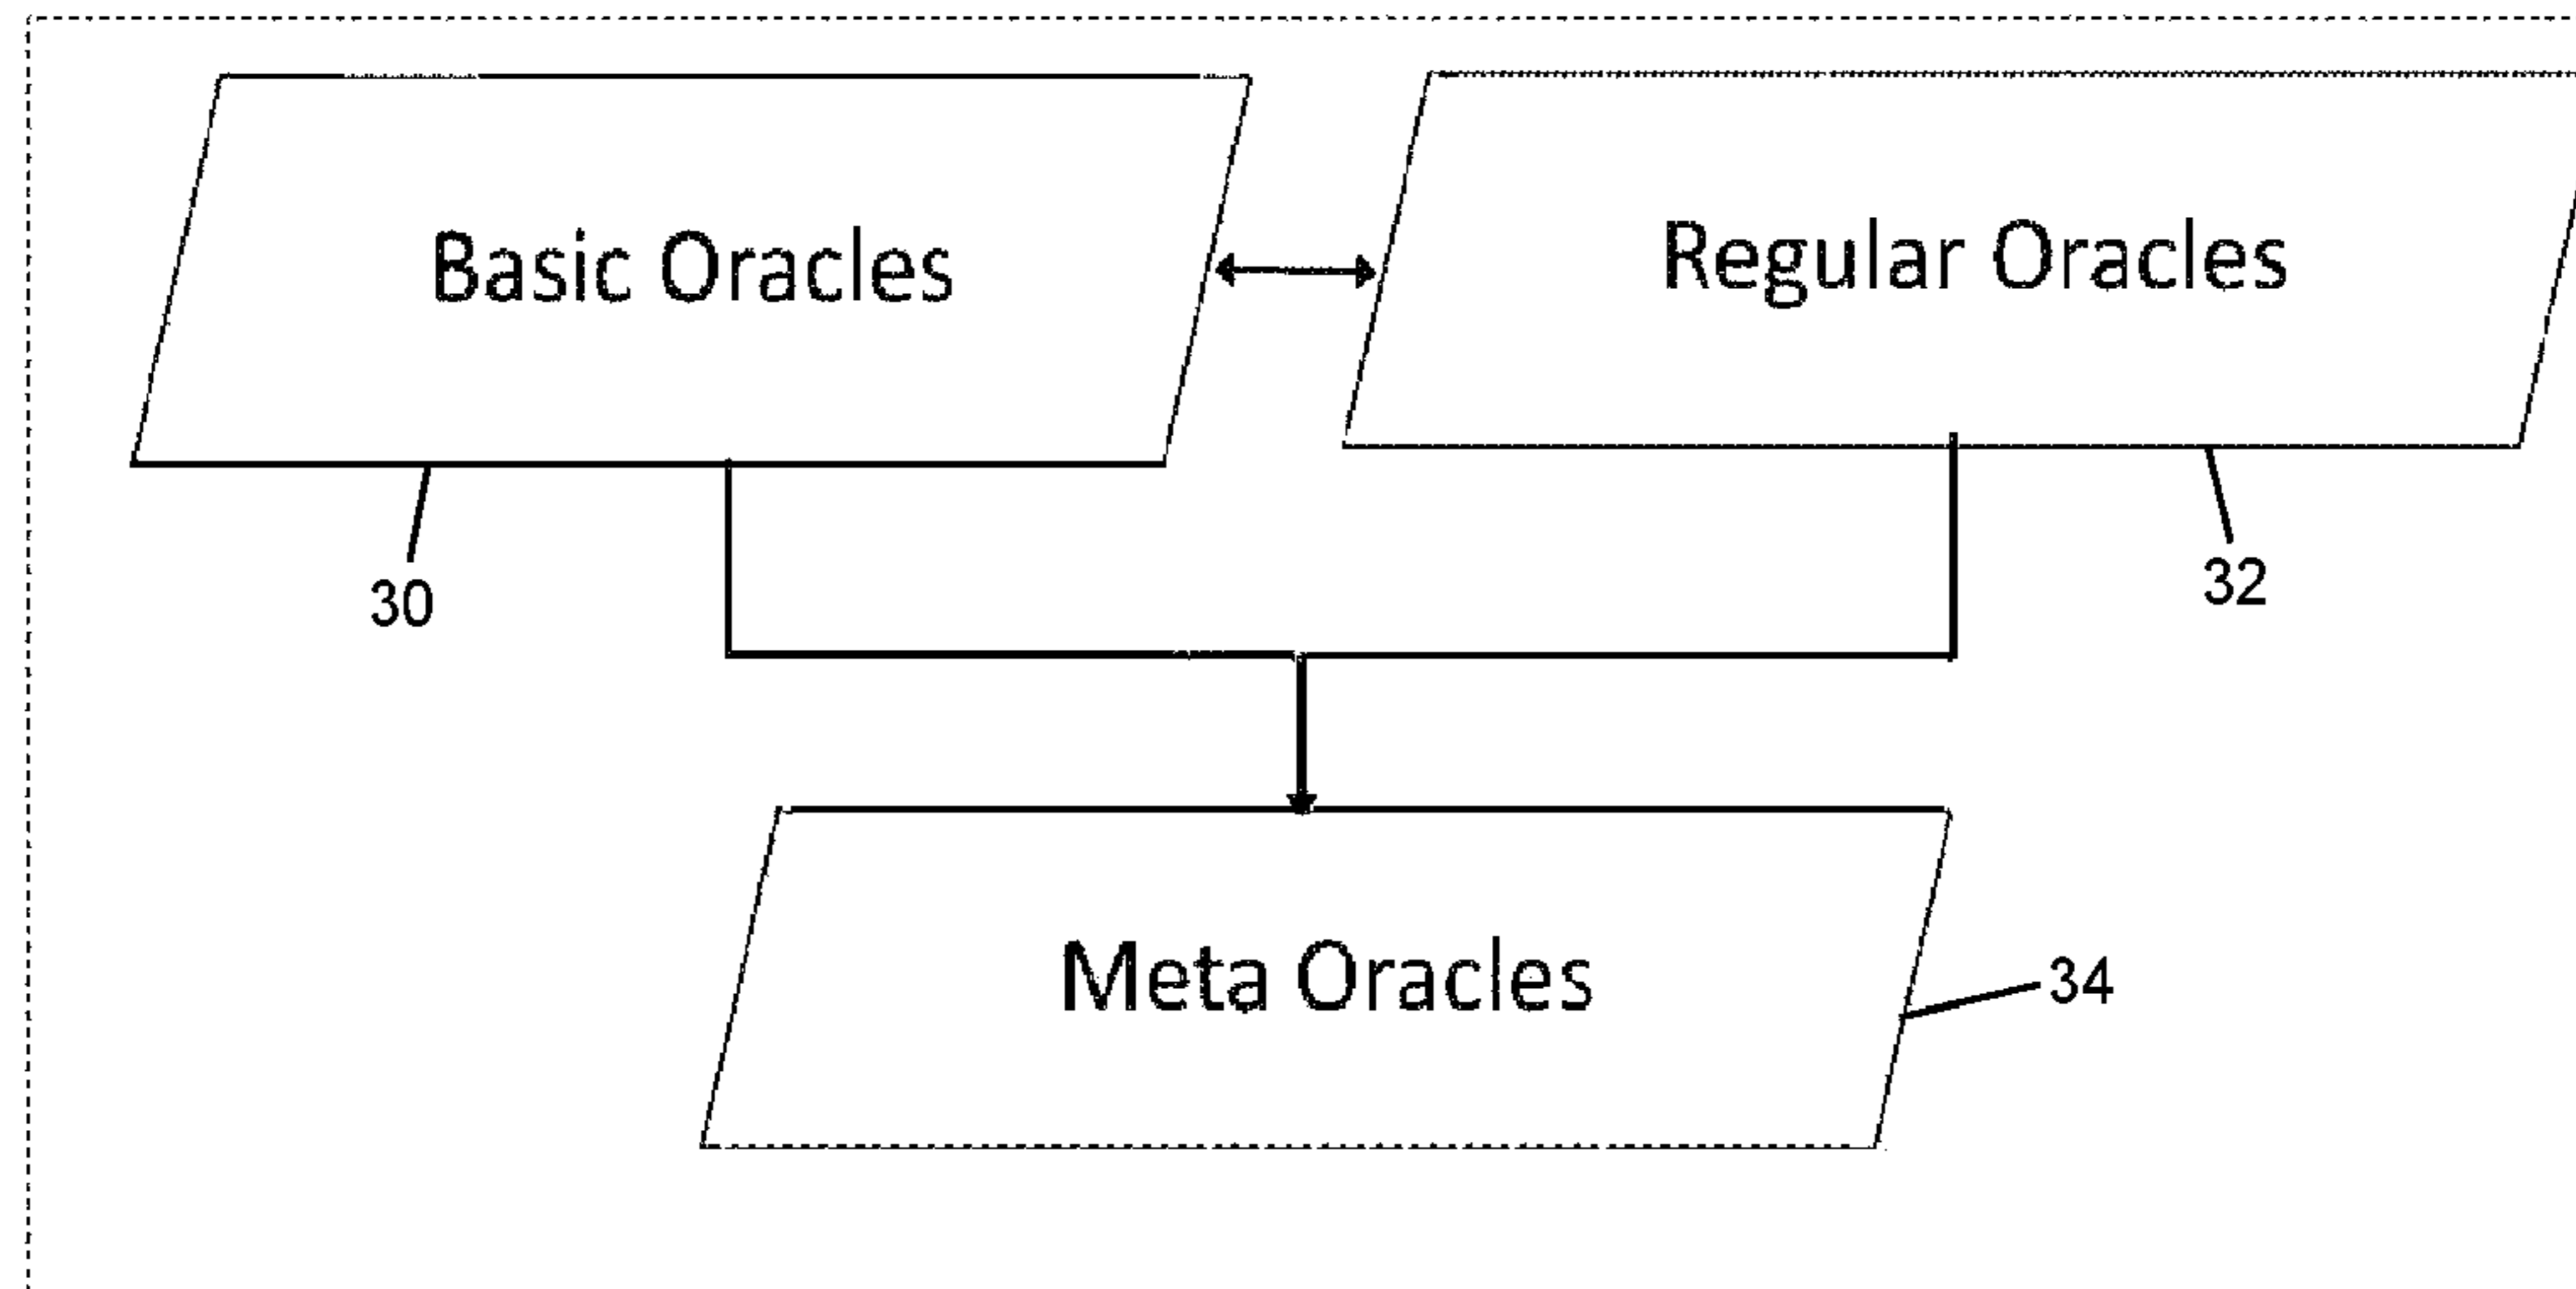 Basic Oracles
Regular Oracles
30
32
Meta Oracles
34